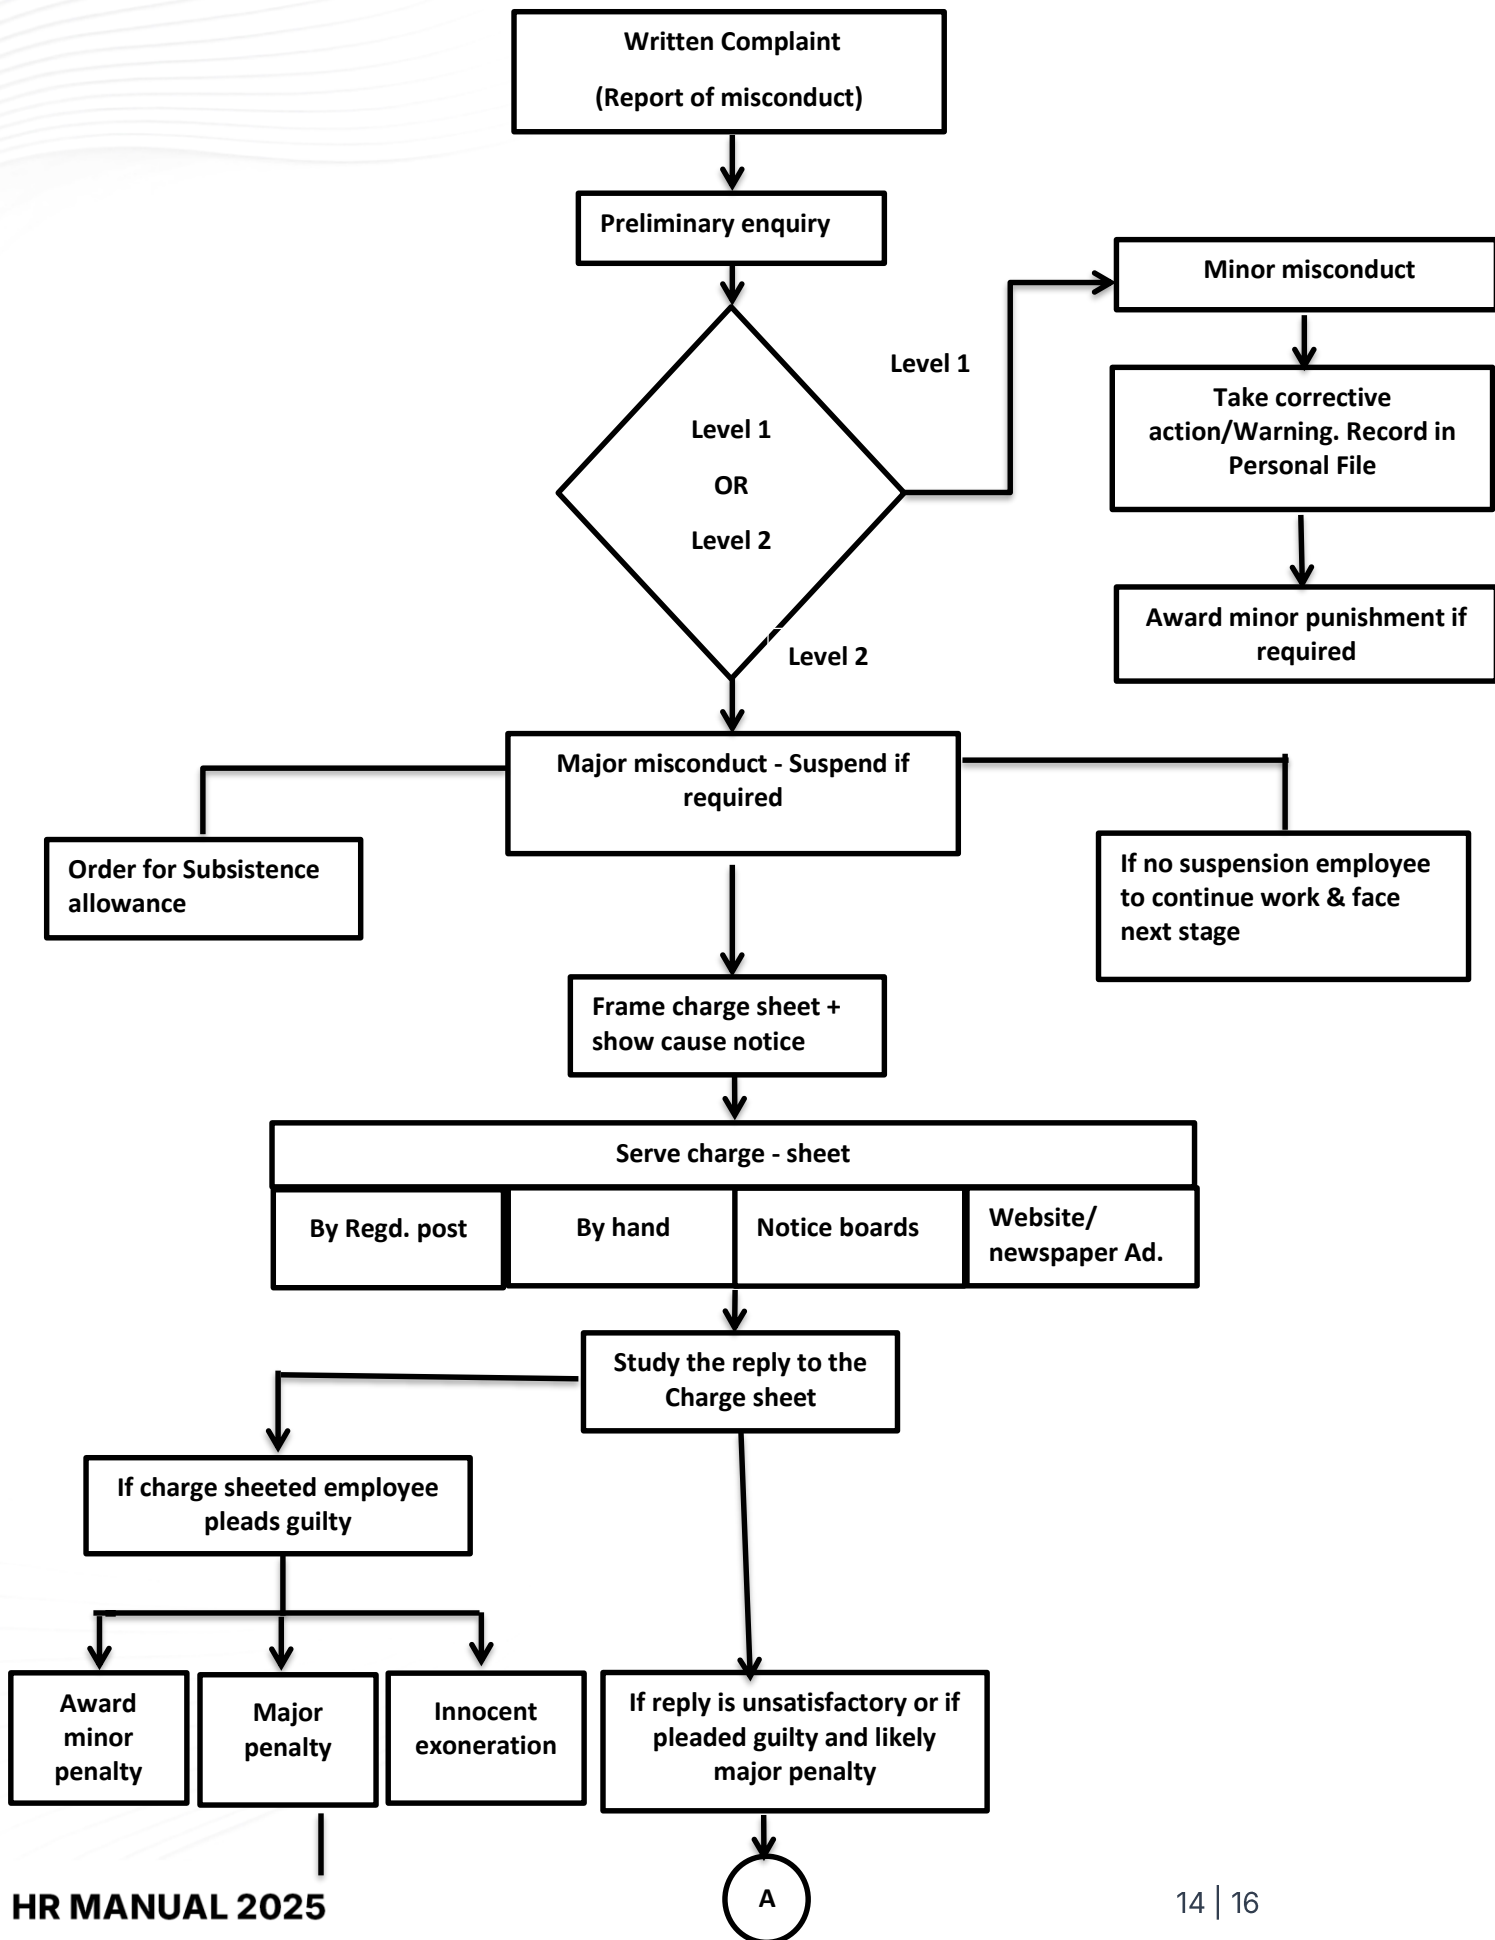 Written Complaint
(Report of misconduct)
Preliminary enquiry
Minor misconduct
Level 1
Take corrective
action/Warning. Record in
Personal File
Level 1
OR
Level 2
Award minor punishment if
required
Level 2
Major misconduct - Suspend if
required
Order for Subsistence
allowance
If no suspension employee
to continue work & face
next stage
Frame charge sheet +
show cause notice
Serve charge - sheet
By Regd. post
By hand
Notice boards
Website/
newspaper Ad.
Study the reply to the
Charge sheet
If charge sheeted employee
pleads guilty
Award
minor
penalty
Major
penalty
Innocent
exoneration
If reply is unsatisfactory or if
pleaded guilty and likely
major penalty
A
HR MANUAL 2025
14 | 16